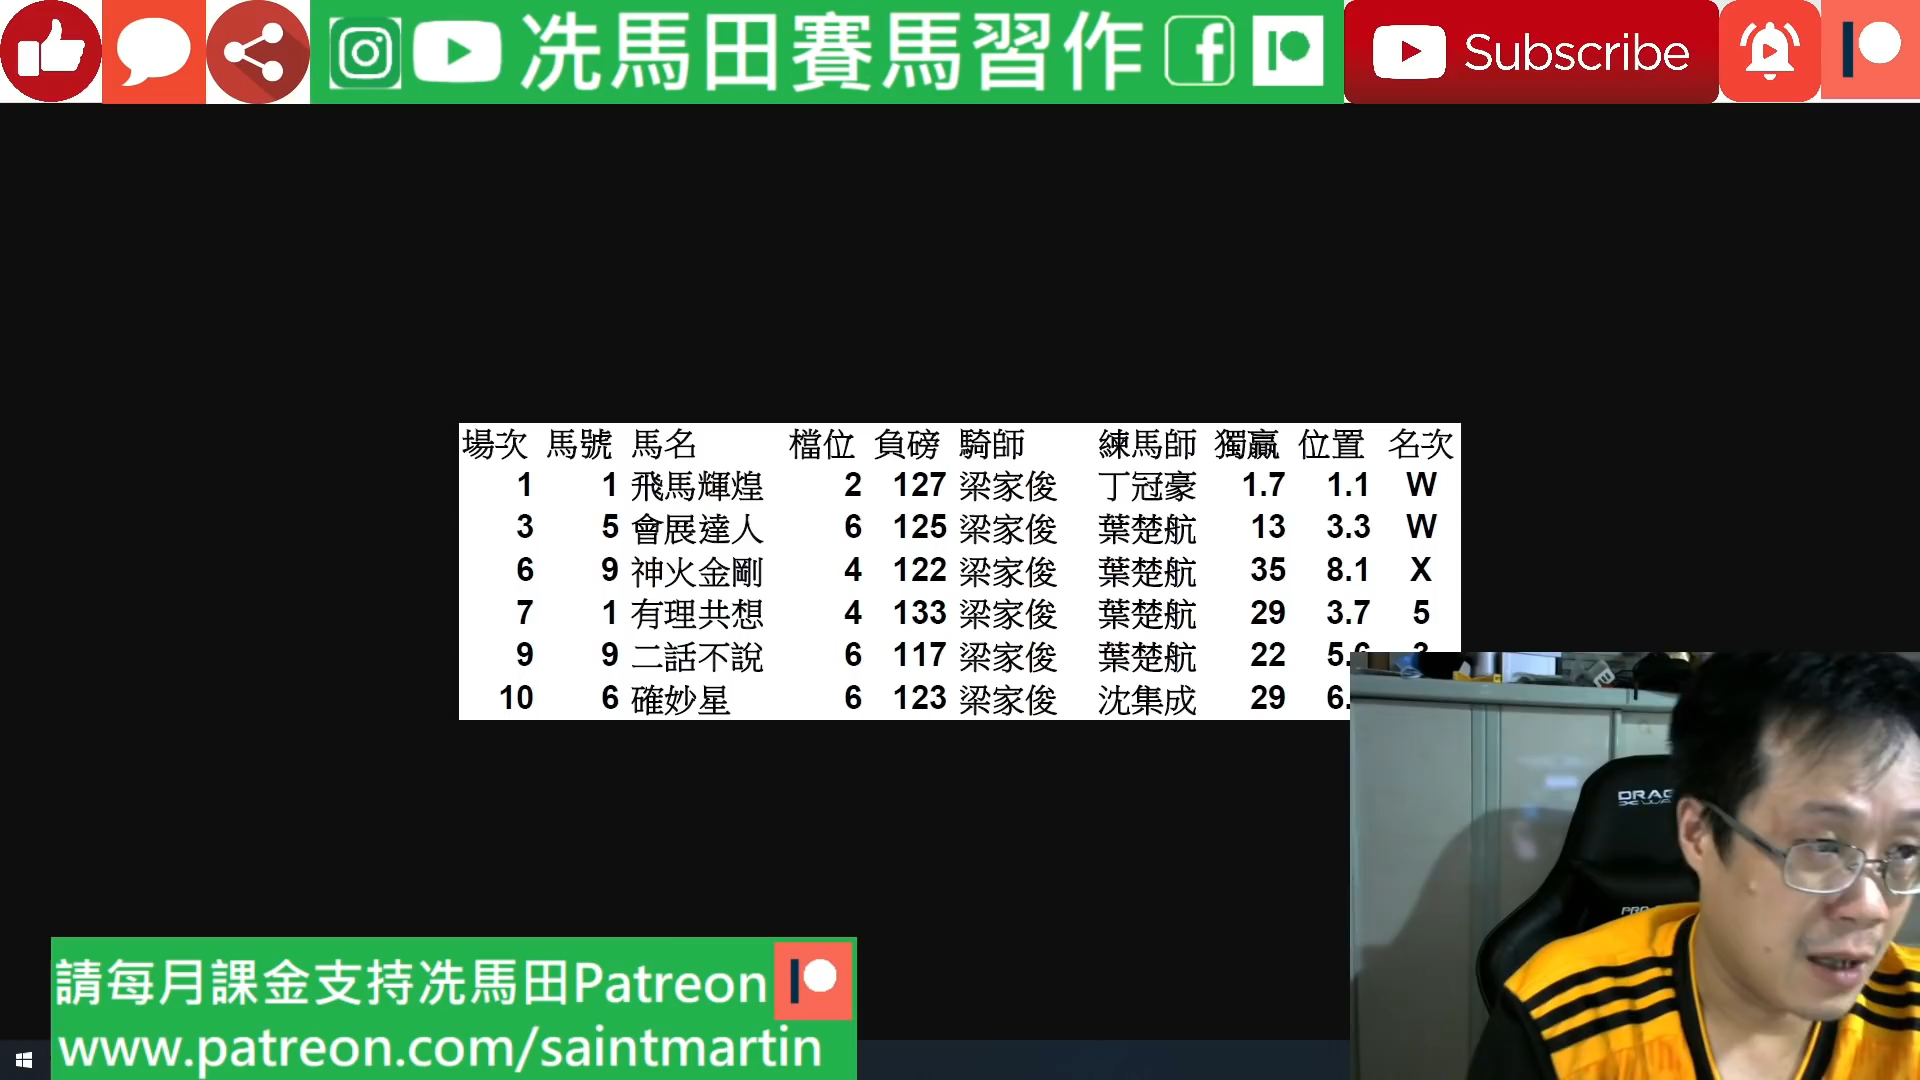 冼馬田賽馬習作
Subscribe
場次 馬號 馬名 檔位 負磅 騎師 練馬師 獨贏 位置 名次
1 1 飛馬輝煌 2 127 梁家俊 丁冠豪 1.7 1.1 W
3 5 會展達人 6 125 梁家俊 葉楚航 13 3.3 W
6 9 神火金剛 4 122 梁家俊 葉楚航 35 8.1 X
7 1 有理共想 4 133 梁家俊 葉楚航 29 3.7 5
9 9 二話不說 6 117 梁家俊 葉楚航 22
10 6 確妙星 6 123 梁家俊 沈集成 29
請每月課金支持冼馬田Patreon
www.patreon.com/saintmartin